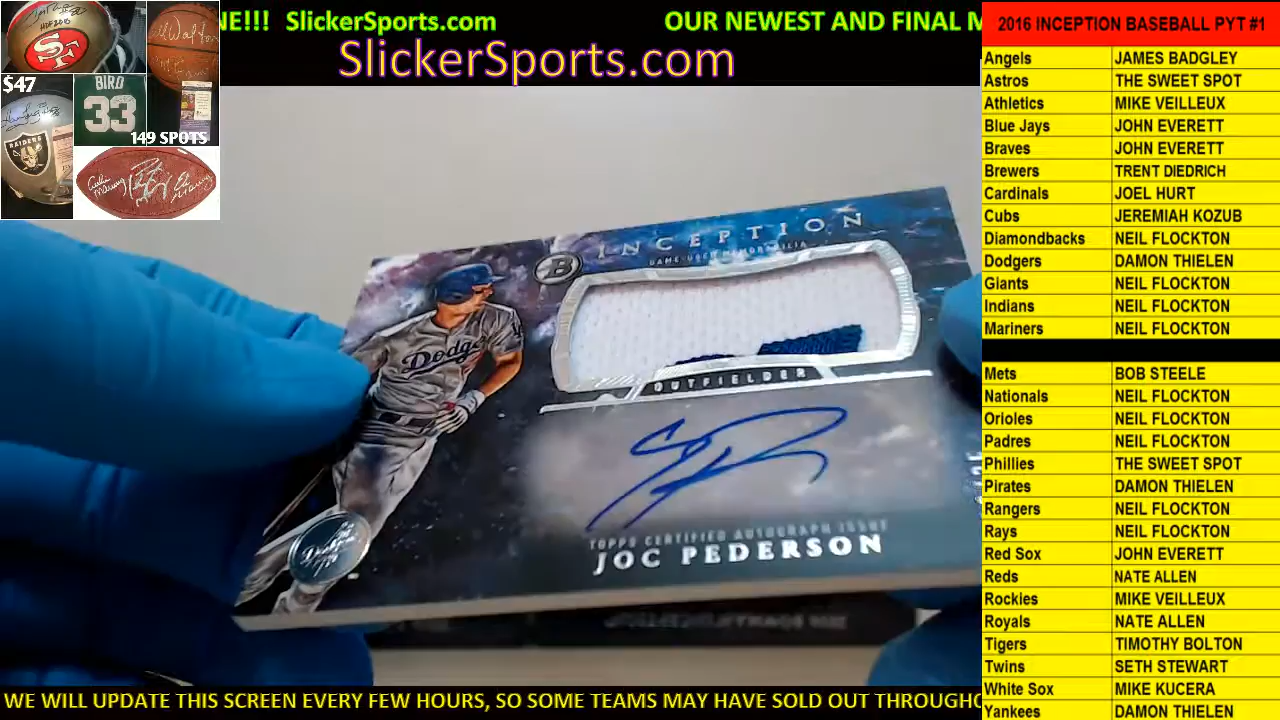 NE!!! SlickerSports.com
OUR NEWEST AND FINAL M
SlickerSports.com
$47
BIRD
33
149 SPOTS
RAIDERS
SF
INCEPTION
GAME-USED MEMORABILIA
B
Dodgers
OUTFIELDER
TOPPS CERTIFIED AUTOGRAPH ISSUE
JOC PEDERSON
Dodgers
2016 INCEPTION BASEBALL PYT #1
Angels JAMES BADGLEY
Astros THE SWEET SPOT
Athletics MIKE VEILLEUX
Blue Jays JOHN EVERETT
Braves JOHN EVERETT
Brewers TRENT DIEDRICH
Cardinals JOEL HURT
Cubs JEREMIAH KOZUB
Diamondbacks NEIL FLOCKTON
Dodgers DAMON THIELEN
Giants NEIL FLOCKTON
Indians NEIL FLOCKTON
Mariners NEIL FLOCKTON
Mets BOB STEELE
Nationals NEIL FLOCKTON
Orioles NEIL FLOCKTON
Padres NEIL FLOCKTON
Phillies THE SWEET SPOT
Pirates DAMON THIELEN
Rangers NEIL FLOCKTON
Rays NEIL FLOCKTON
Red Sox JOHN EVERETT
Reds NATE ALLEN
Rockies MIKE VEILLEUX
Royals NATE ALLEN
Tigers TIMOTHY BOLTON
Twins SETH STEWART
White Sox MIKE KUCERA
Yankees DAMON THIELEN
WE WILL UPDATE THIS SCREEN EVERY FEW HOURS, SO SOME TEAMS MAY HAVE SOLD OUT THROUGHO